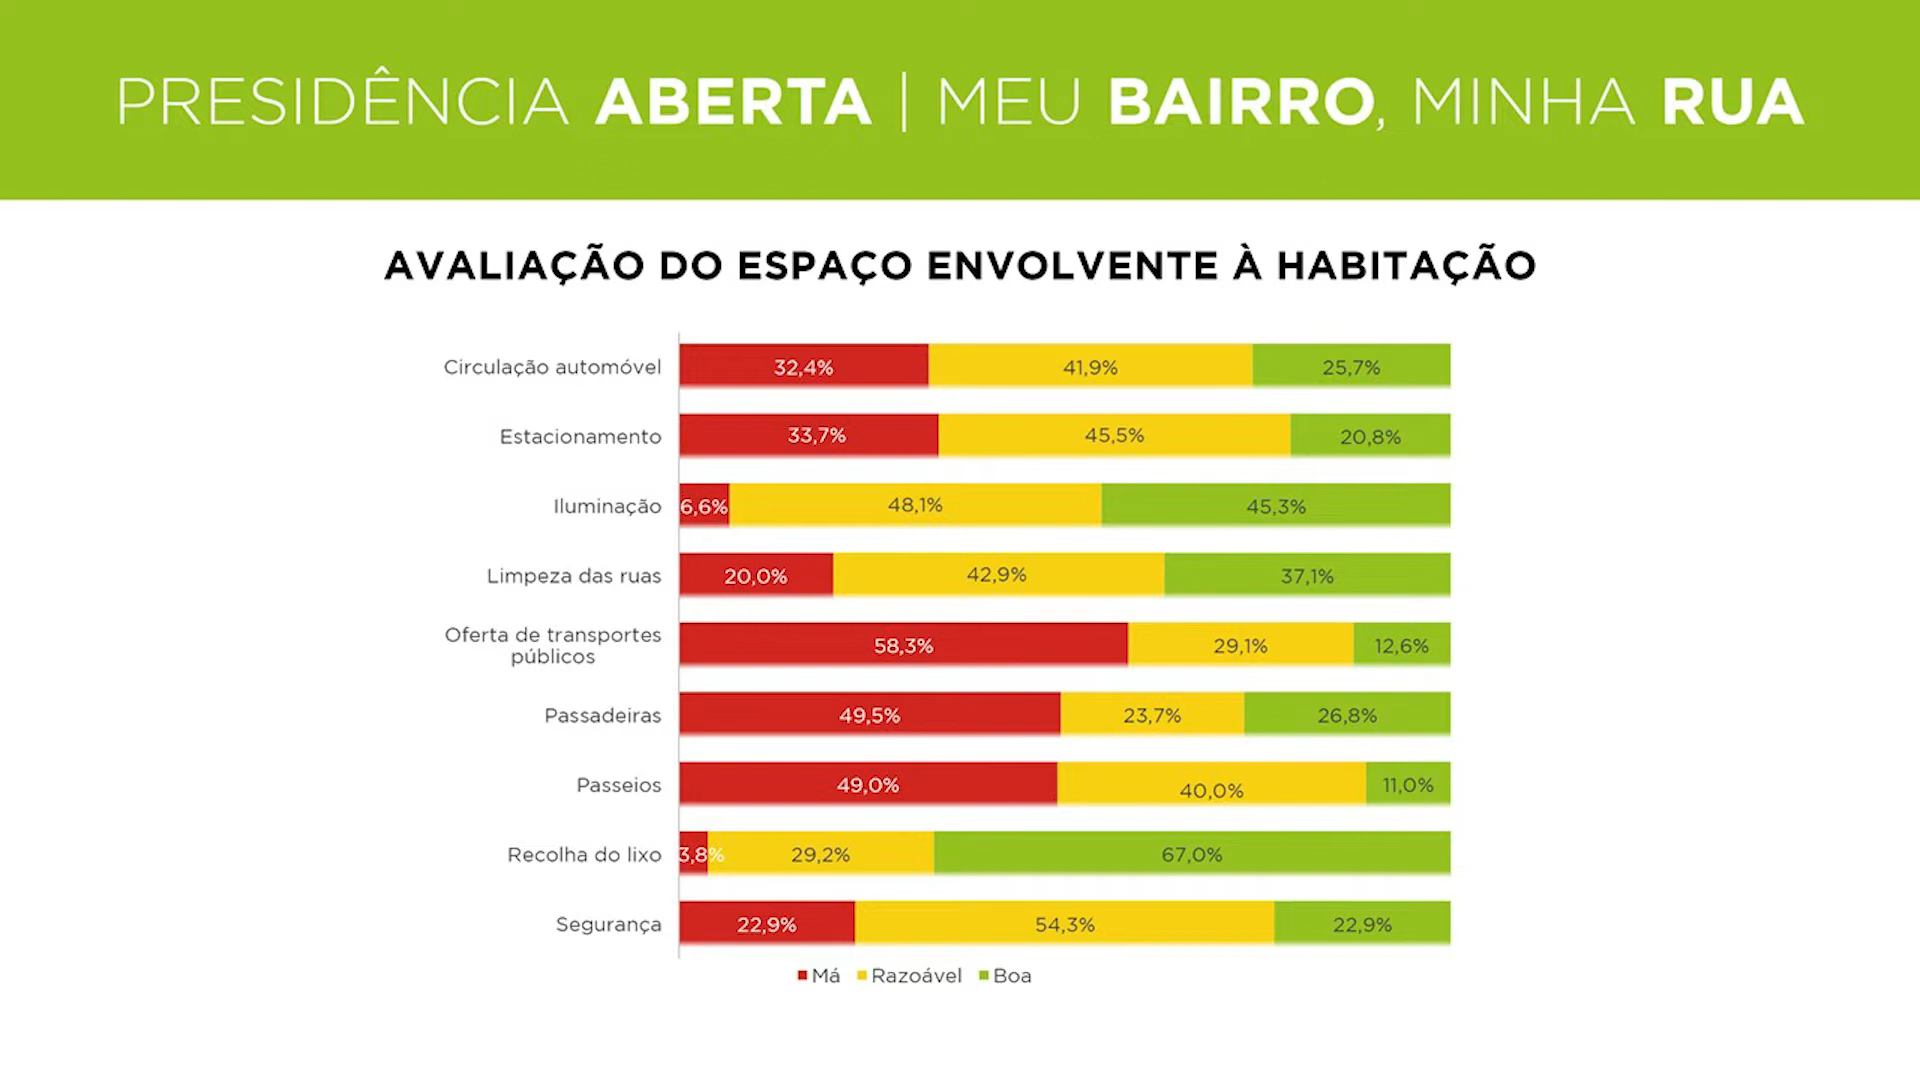 PRESIDÊNCIA ABERTA | MEU BAIRRO, MINHA RUA
AVALIAÇÃO DO ESPAÇO ENVOLVENTE À HABITAÇÃO
Circulação automóvel 32,4% 41,9% 25,7%
Estacionamento 33,7% 45,5% 20,8%
Iluminação 6,6% 48,1% 45,3%
Limpeza das ruas 20,0% 42,9% 37,1%
Oferta de transportes
públicos 58,3% 29,1% 12,6%
Passadeiras 49,5% 23,7% 26,8%
Passeios 49,0% 40,0% 11,0%
Recolha do lixo 3,8% 29,2% 67,0%
Segurança 22,9% 54,3% 22,9%
Má Razoável Boa